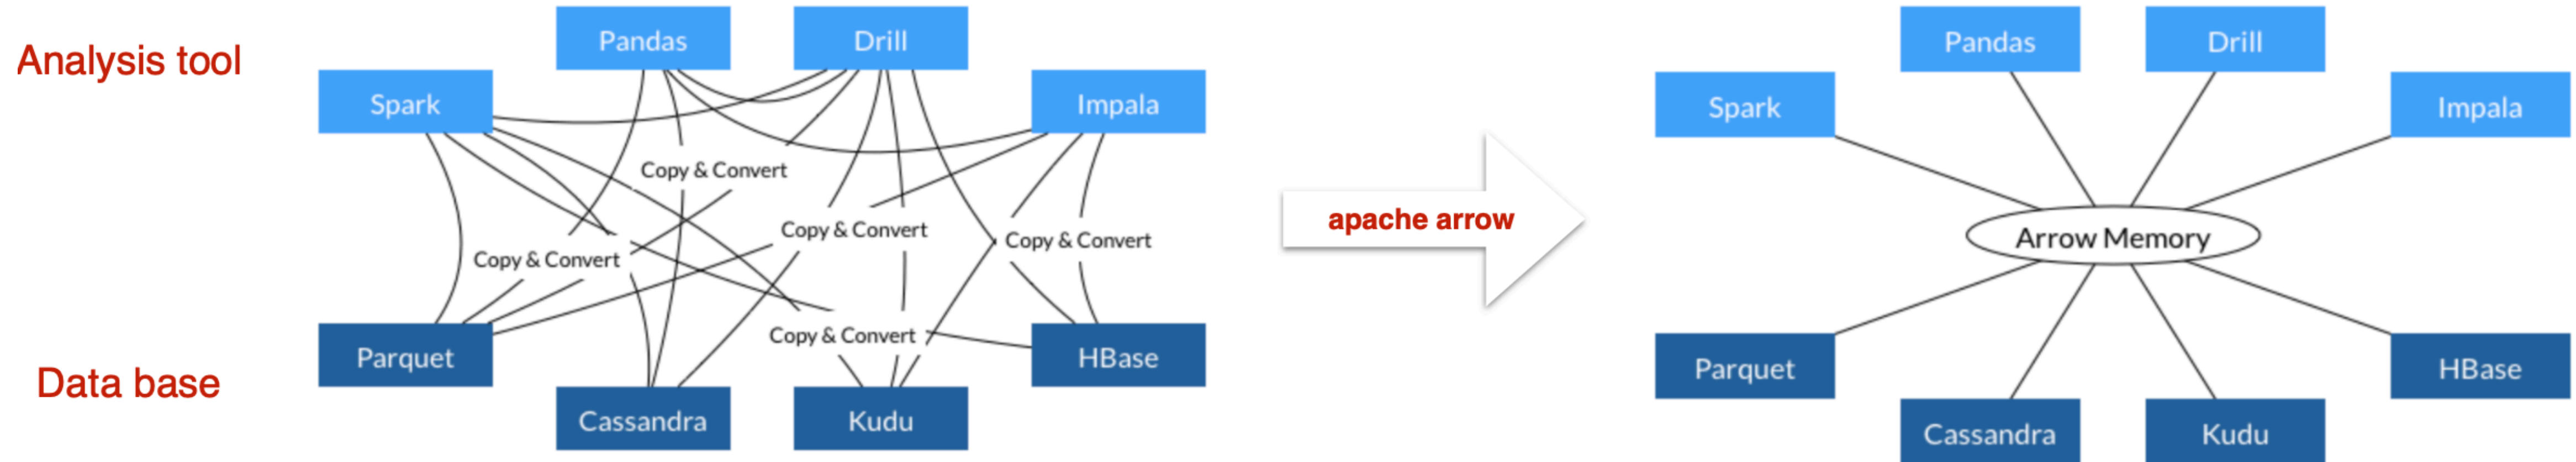 Analysis tool
Pandas
Drill
Spark
Impala
Copy & Convert
Copy & Convert
Copy & Convert
Copy & Convert
Copy & Convert
Parquet
HBase
Data base
Cassandra
Kudu
apache arrow
Pandas
Drill
Spark
Impala
Arrow Memory
Parquet
HBase
Cassandra
Kudu